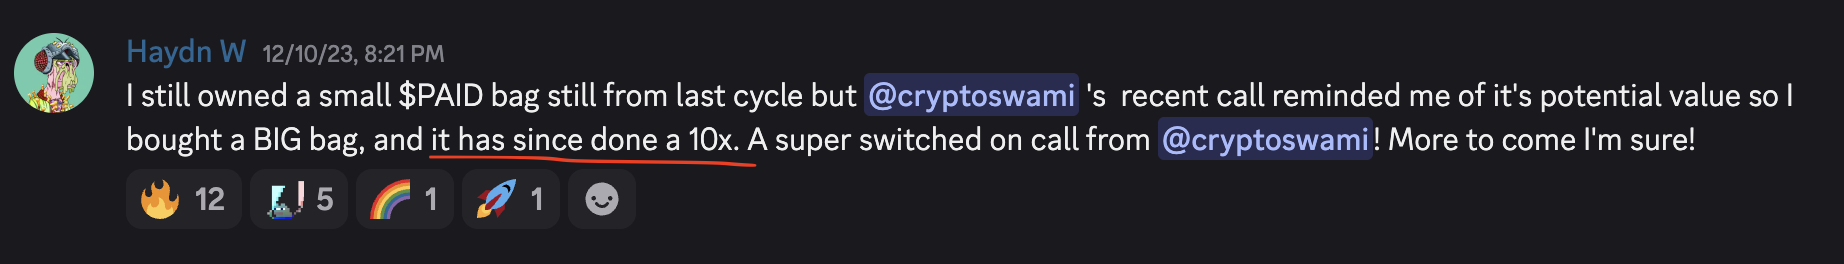 Haydn W 12/10/23, 8:21 PM
I still owned a small $PAID bag still from last cycle but @cryptoswami 's  recent call reminded me of it's potential value so I
bought a BIG bag, and it has since done a 10x. A super switched on call from @cryptoswami! More to come I'm sure!
12 5 1 1